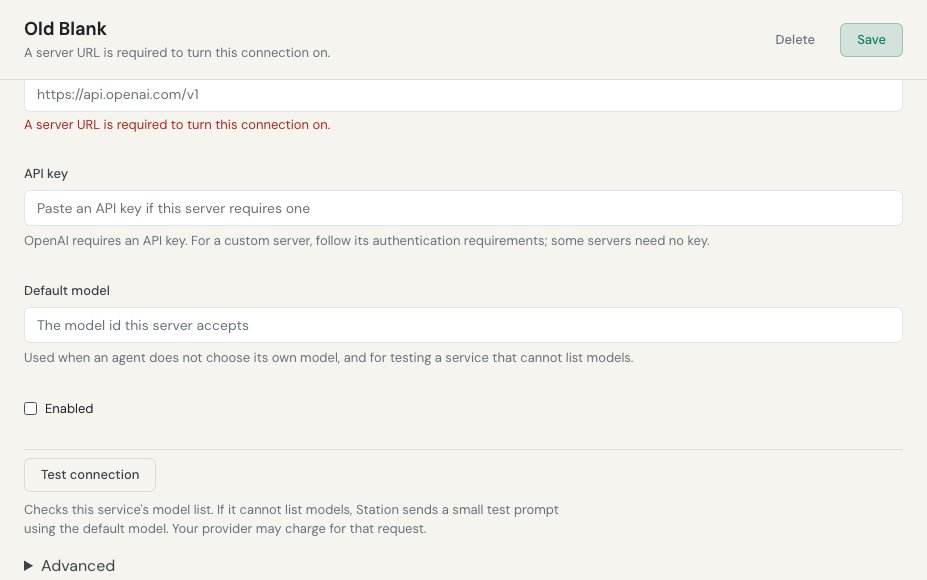 Old Blank
A server URL is required to turn this connection on.
Delete
Save
https://api.openai.com/v1
A server URL is required to turn this connection on.
API key
Paste an API key if this server requires one
OpenAI requires an API key. For a custom server, follow its authentication requirements; some servers need no key.
Default model
The model id this server accepts
Used when an agent does not choose its own model, and for testing a service that cannot list models.
Enabled
Test connection
Checks this service's model list. If it cannot list models, Station sends a small test prompt
using the default model. Your provider may charge for that request.
Advanced